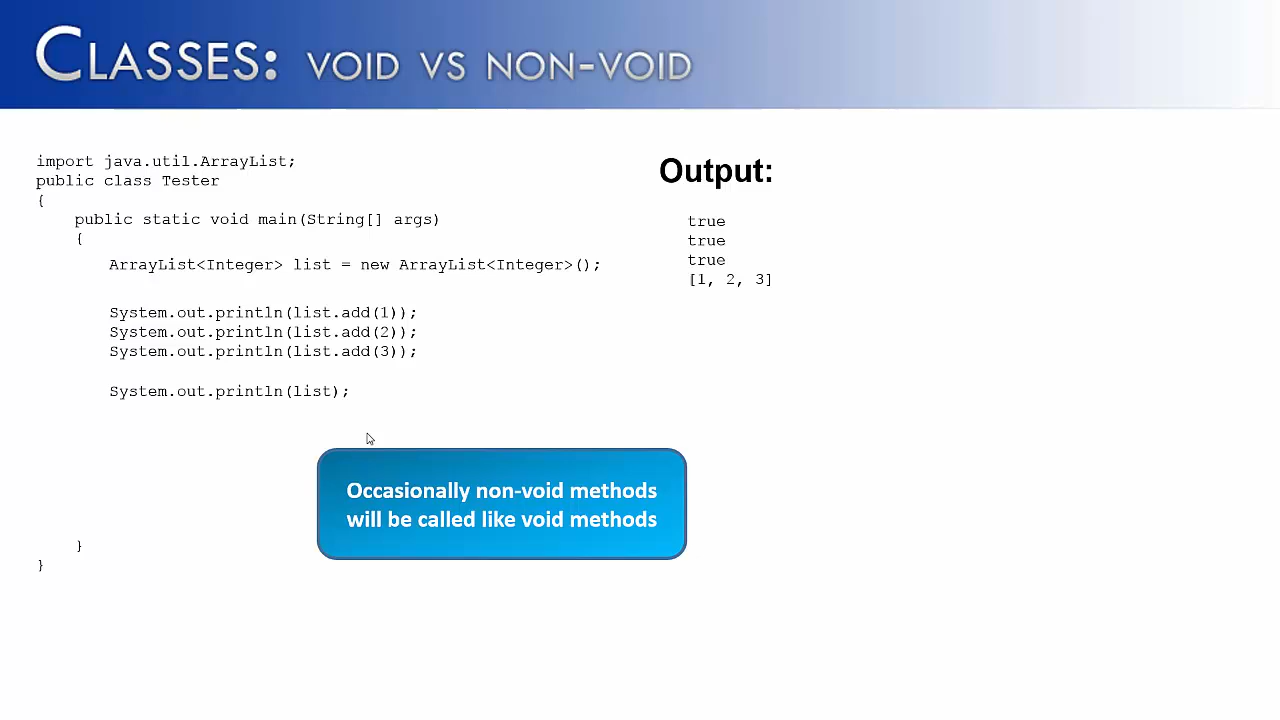 CLASSES: VOID VS NON-VOID
import java.util.ArrayList;
public class Tester
{
    public static void main(String[] args)
    {
        ArrayList<Integer> list = new ArrayList<Integer>();
        System.out.println(list.add(1));
        System.out.println(list.add(2));
        System.out.println(list.add(3));
        System.out.println(list);
    }
}
Output:
true
true
true
[1, 2, 3]
Occasionally non-void methods
will be called like void methods